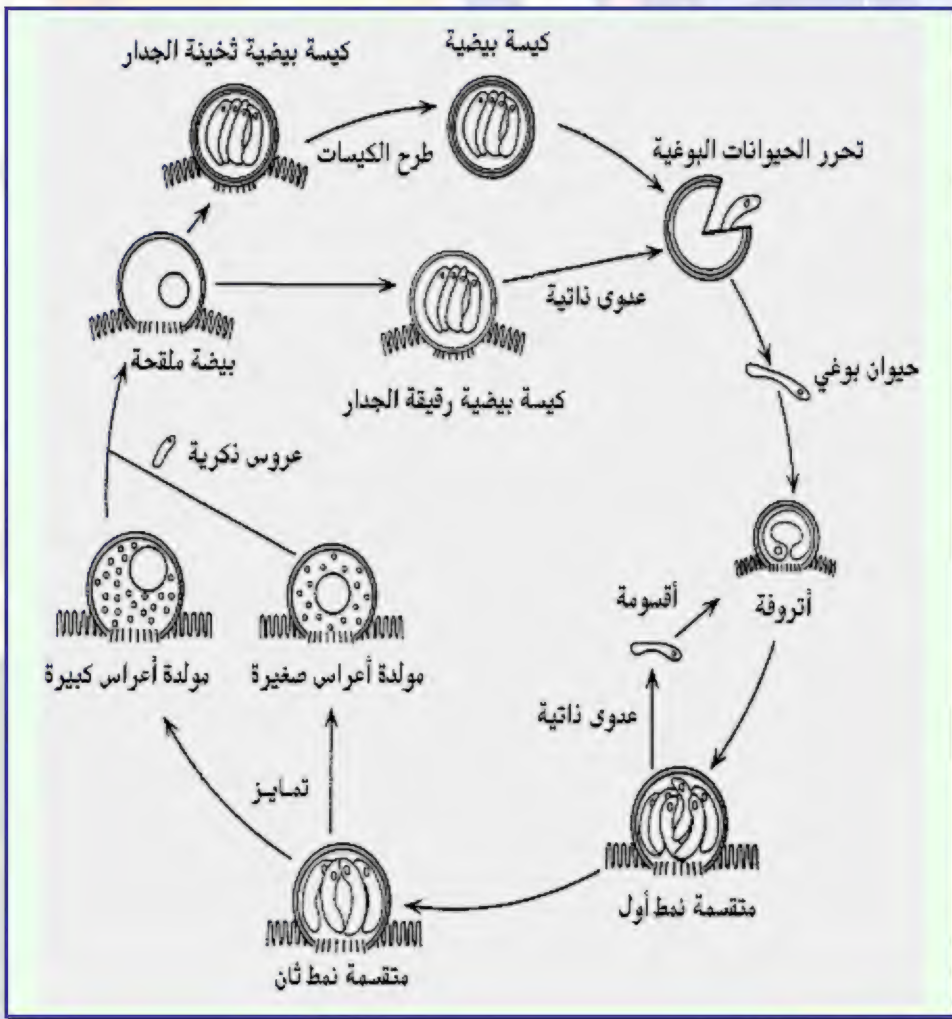 كيسة بيضية ثخينة الجدار
كيسة بيضية
طرح الكيسات
تحرر الحيوانات البوغية
عدوى ذاتية
بيضة ملقحة
كيسة بيضية رقيقة الجدار
حيوان بوغي
عروس ذكرية
أتروفة
أقسومة
مولدة أعراس كبيرة
مولدة أعراس صغيرة
عدوى ذاتية
تمايز
متقسمة نمط أول
متقسمة نمط ثان